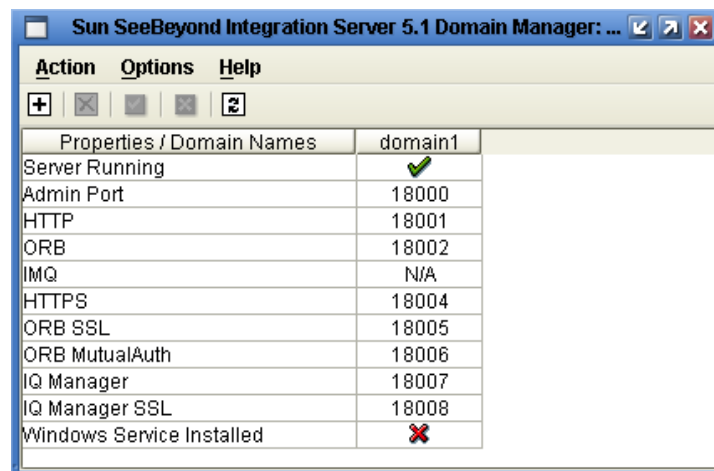 Sun SeeBeyond Integration Server 5.1 Domain Manager: ...
Action Options Help
Properties / Domain Names domain1
Server Running
Admin Port 18000
HTTP 18001
ORB 18002
IMQ N/A
HTTPS 18004
ORB SSL 18005
ORB MutualAuth 18006
IQ Manager 18007
IQ Manager SSL 18008
Windows Service Installed